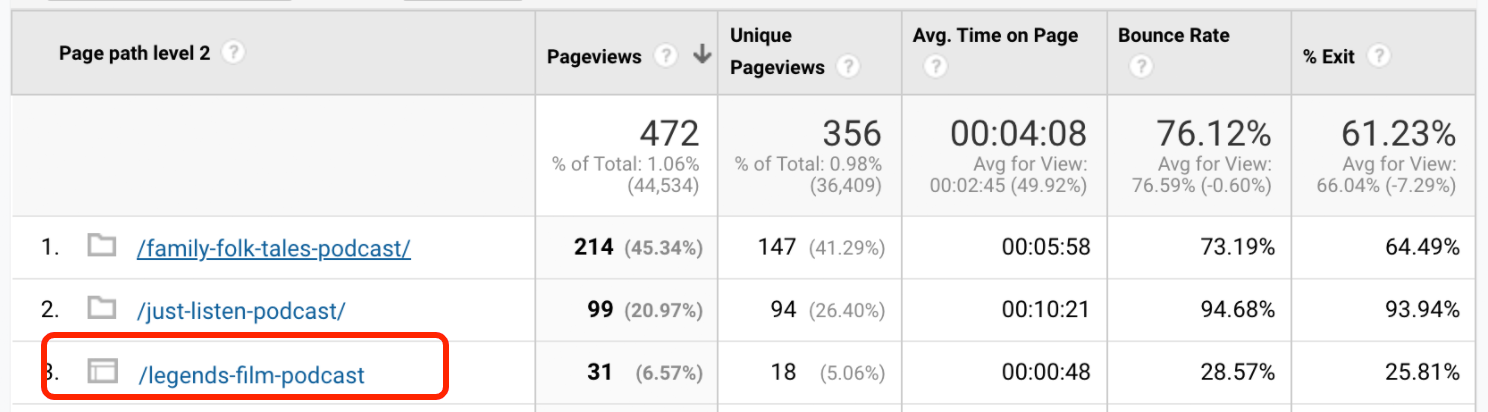 Page path level 2 ?
Pageviews ?
Unique
Pageviews ?
Avg. Time on Page
?
Bounce Rate
?
% Exit ?
472
% of Total: 1.06%
(44,534)
356
% of Total: 0.98%
(36,409)
00:04:08
Avg for View:
00:02:45 (49.92%)
76.12%
Avg for View:
76.59% (-0.60%)
61.23%
Avg for View:
66.04% (-7.29%)
1. /family-folk-tales-podcast/ 214 (45.34%) 147 (41.29%) 00:05:58 73.19% 64.49%
2. /just-listen-podcast/ 99 (20.97%) 94 (26.40%) 00:10:21 94.68% 93.94%
3. /legends-film-podcast 31 (6.57%) 18 (5.06%) 00:00:48 28.57% 25.81%